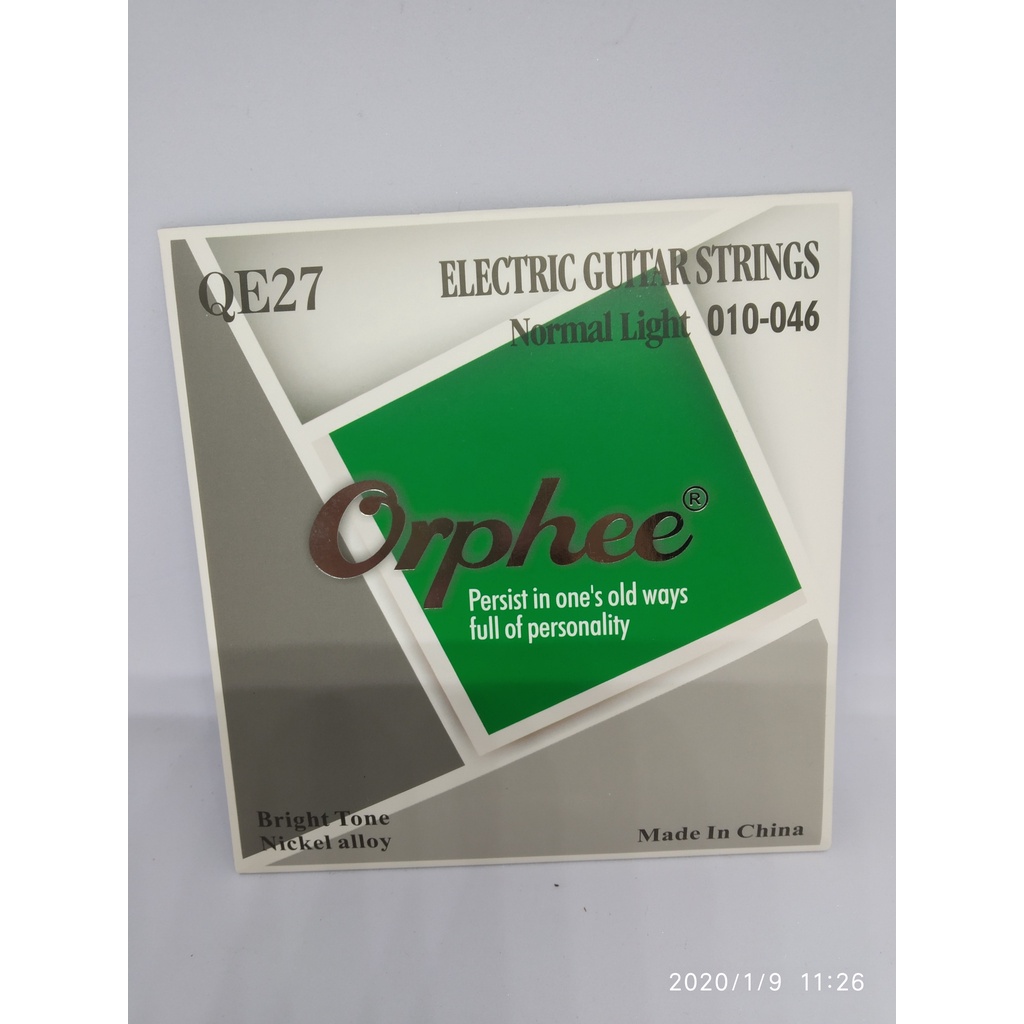 QE27
ELECTRIC GUITAR STRINGS
Normal Light 010-046
Orphee®
Persist in one's old ways
full of personality
Bright Tone
Nickel alloy
Made In China
2020/1/9 11:26